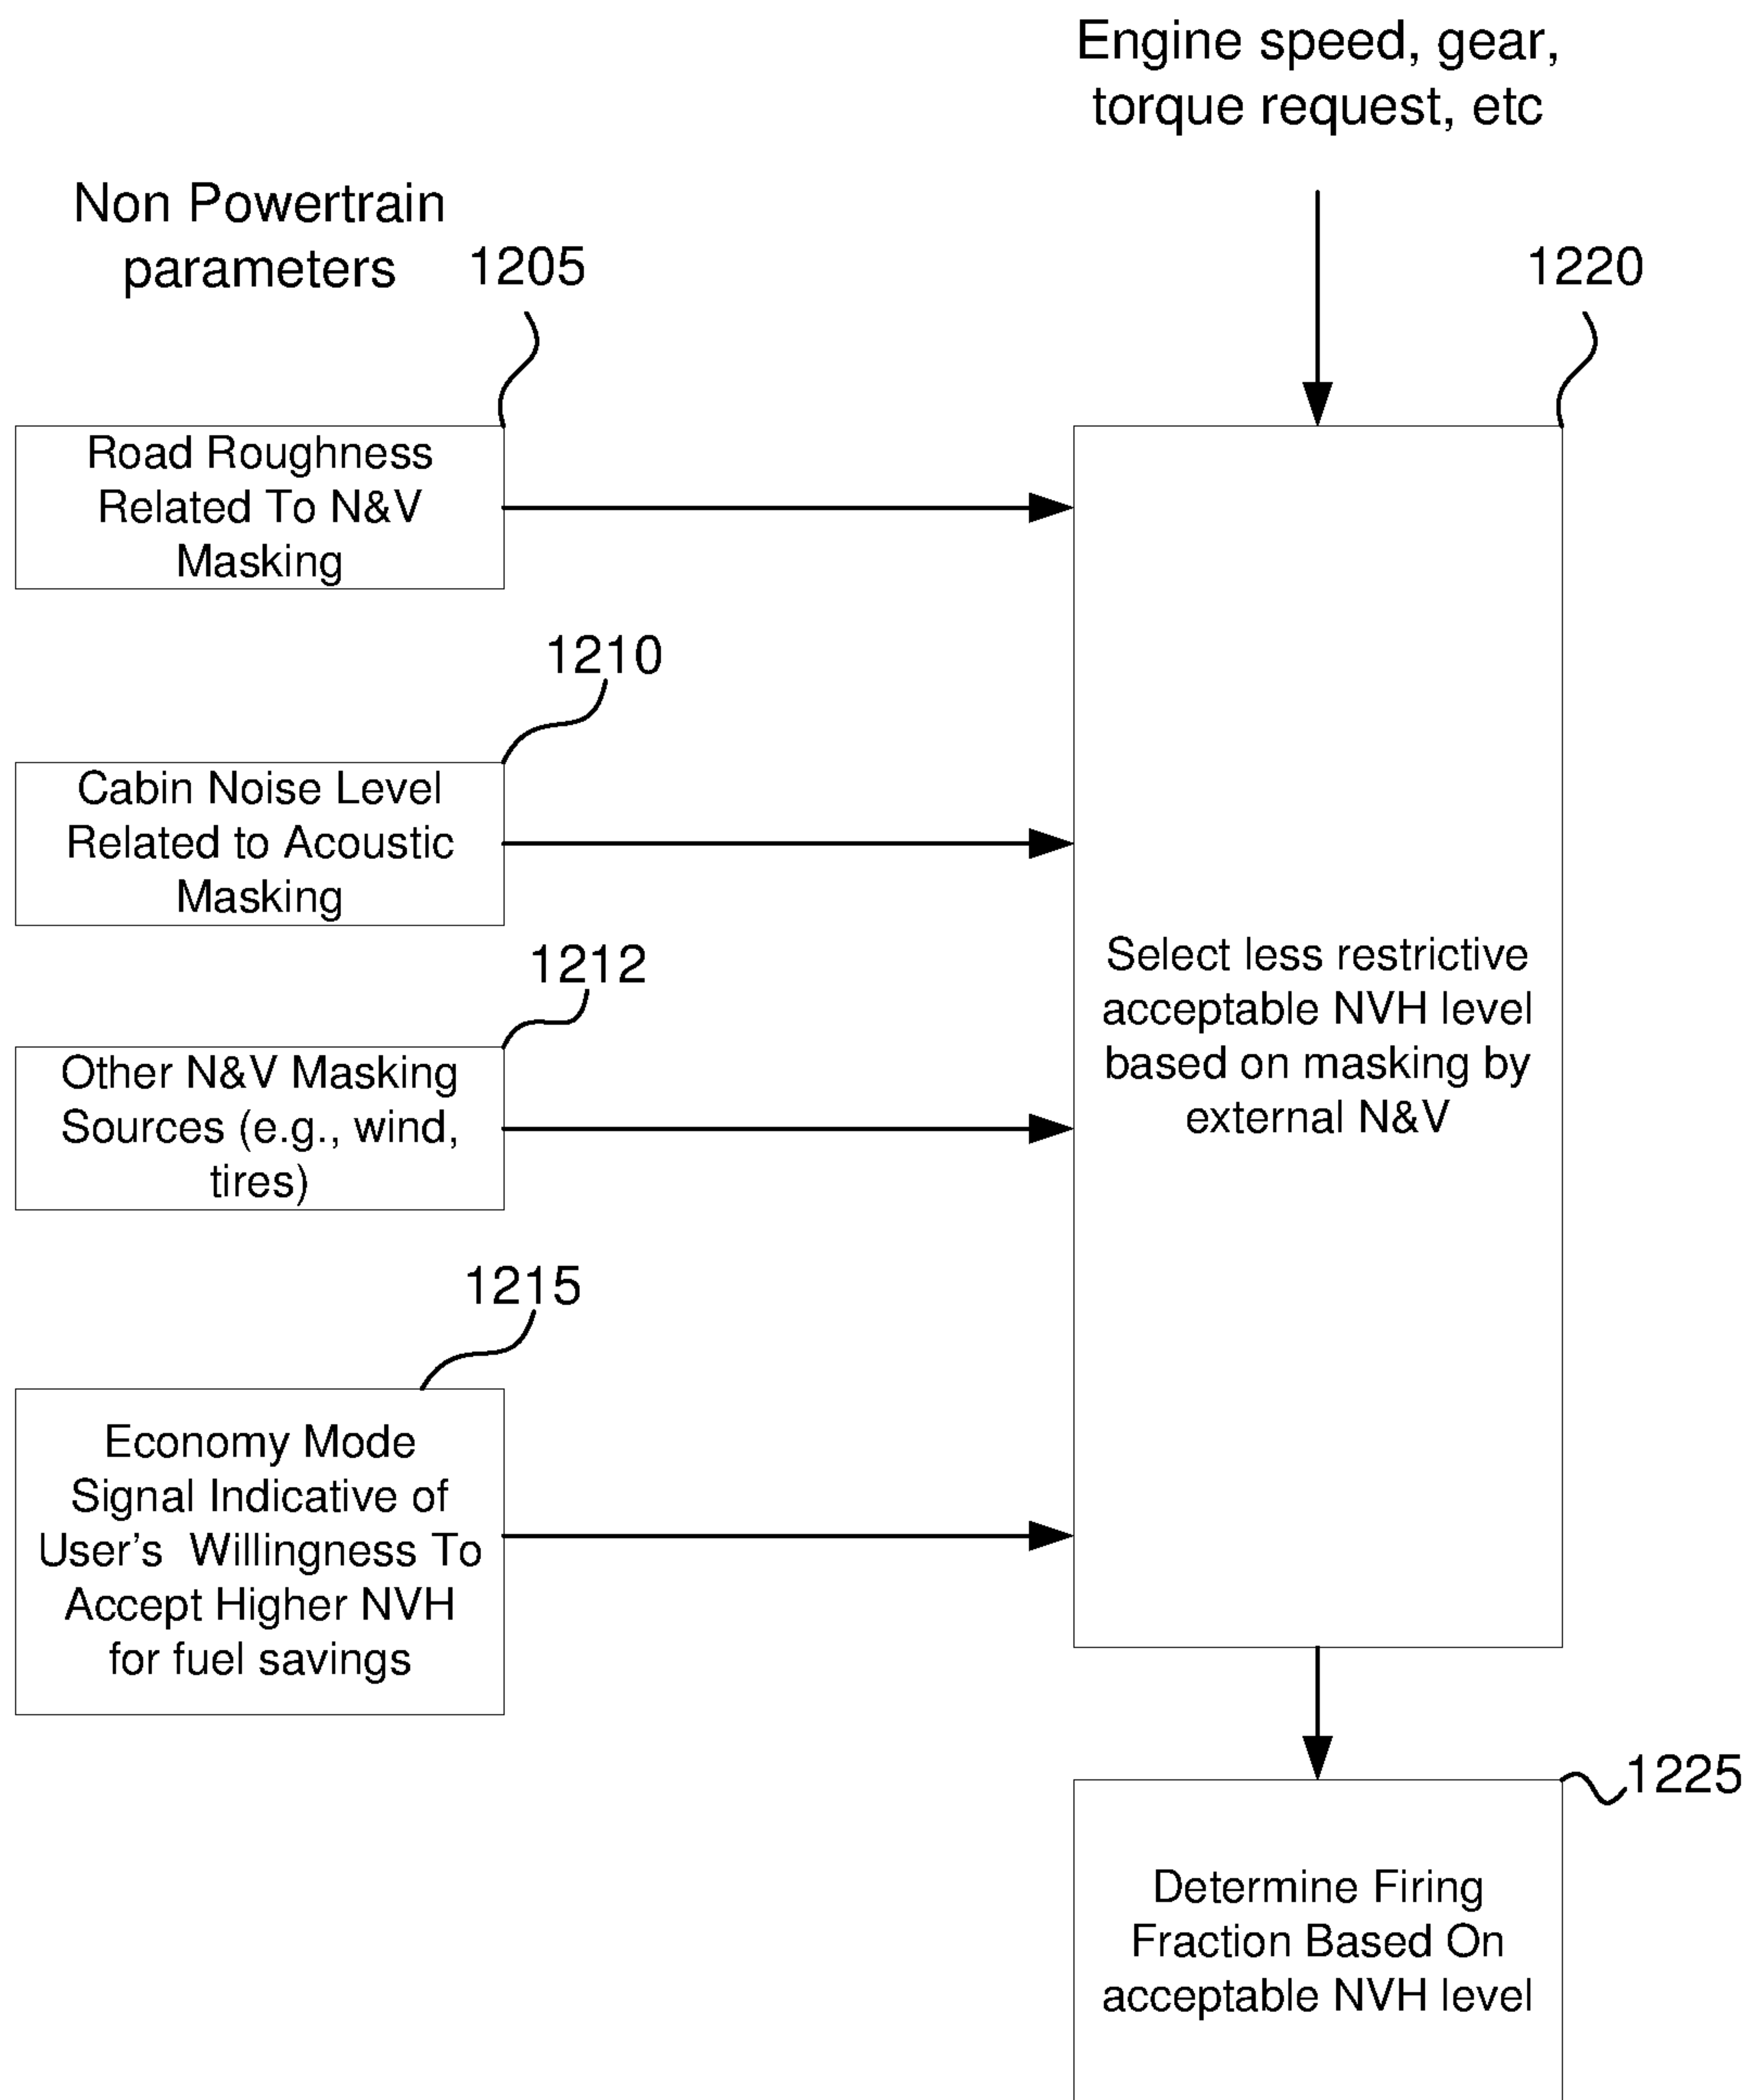 Engine speed, gear,
torque request, etc
Non Powertrain
parameters
1205
1220
Road Roughness
Related To N&V
Masking
1210
Cabin Noise Level
Related to Acoustic
Masking
1212
Other N&V Masking
Sources (e.g., wind,
tires)
Select less restrictive
acceptable NVH level
based on masking by
external N&V
1215
Economy Mode
Signal Indicative of
User’s  Willingness To
Accept Higher NVH
for fuel savings
1225
Determine Firing
Fraction Based On
acceptable NVH level